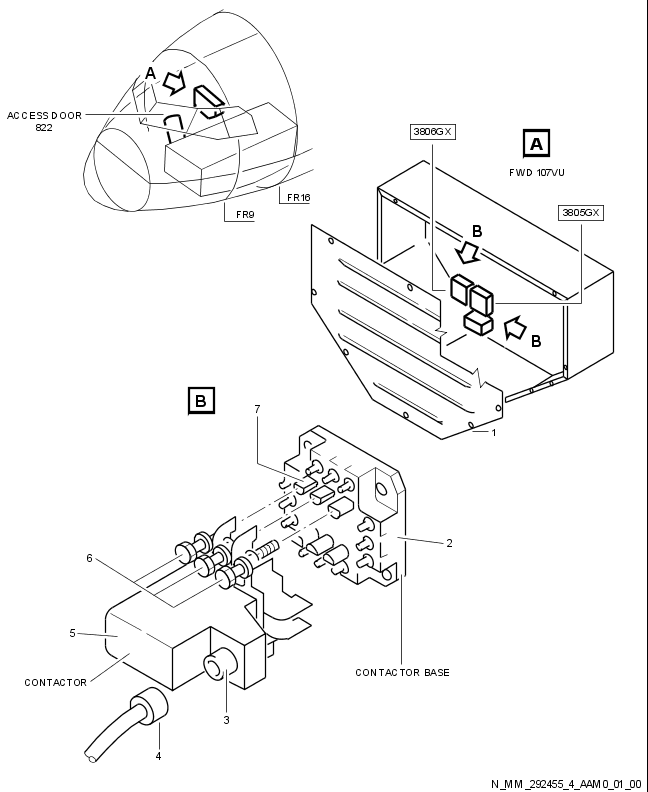 A
ACCESS DOOR
822
FR16
FR9
3806GX
A
FWD 107VU
3805GX
B
B
1
B
7
2
6
5
CONTACTOR
CONTACTOR BASE
3
4
N_MM_292455_4_AAM0_01_00